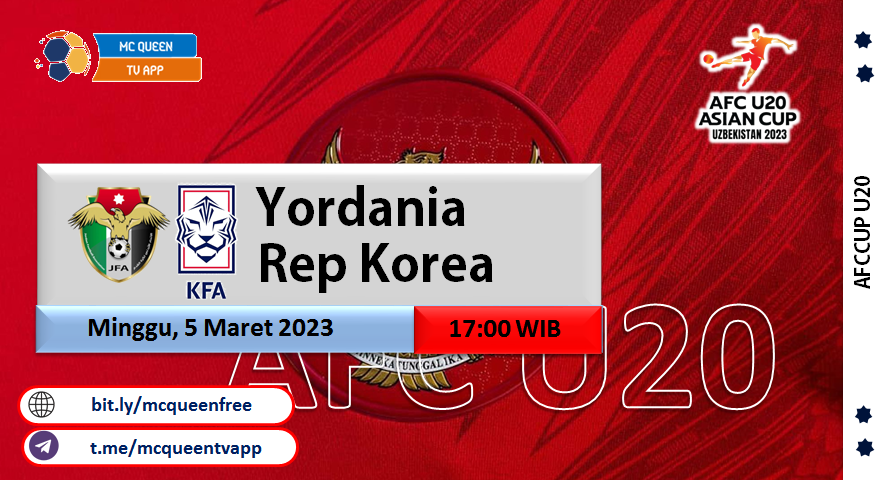 MC QUEEN
TV APP
AFC U20
ASIAN CUP
UZBEKISTAN 2023
Yordania
Rep Korea
JFA
KFA
Minggu, 5 Maret 2023
17:00 WIB
AFC U20
bit.ly/mcqueenfree
t.me/mcqueentvapp
AFCCUP U20